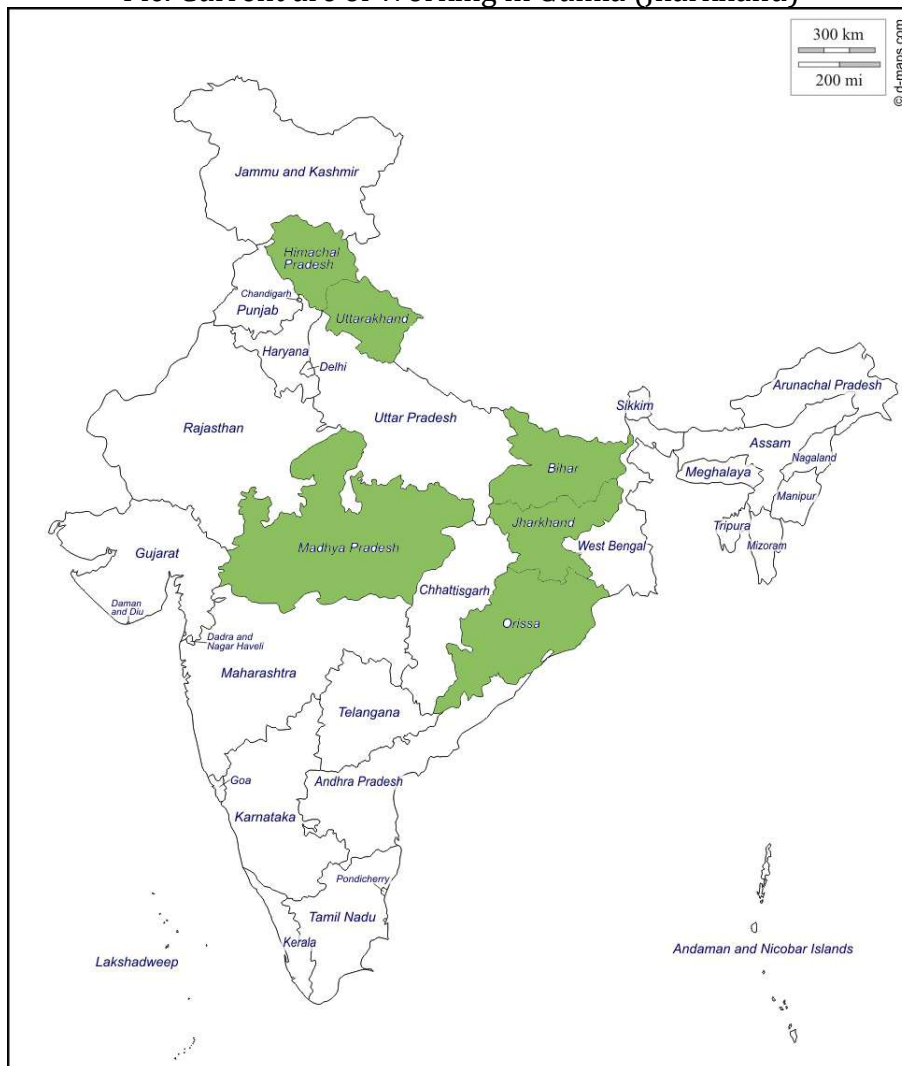 300 km
200 mi
© d-maps.com
Jammu and Kashmir
Himachal
Pradesh
Chandigarh
Punjab
Uttarakhand
Haryana
Delhi
Arunachal Pradesh
Sikkim
Rajasthan
Uttar Pradesh
Assam
Nagaland
Bihar
Meghalaya
Manipur
Jharkhand
Tripura
Gujarat
Madhya Pradesh
West Bengal
Mizoram
Chhattisgarh
Daman
and Diu
Orissa
Dadra and
Nagar Haveli
Maharashtra
Telangana
Goa
Andhra Pradesh
Karnataka
Pondicherry
Tamil Nadu
Kerala
Lakshadweep
Andaman and Nicobar Islands